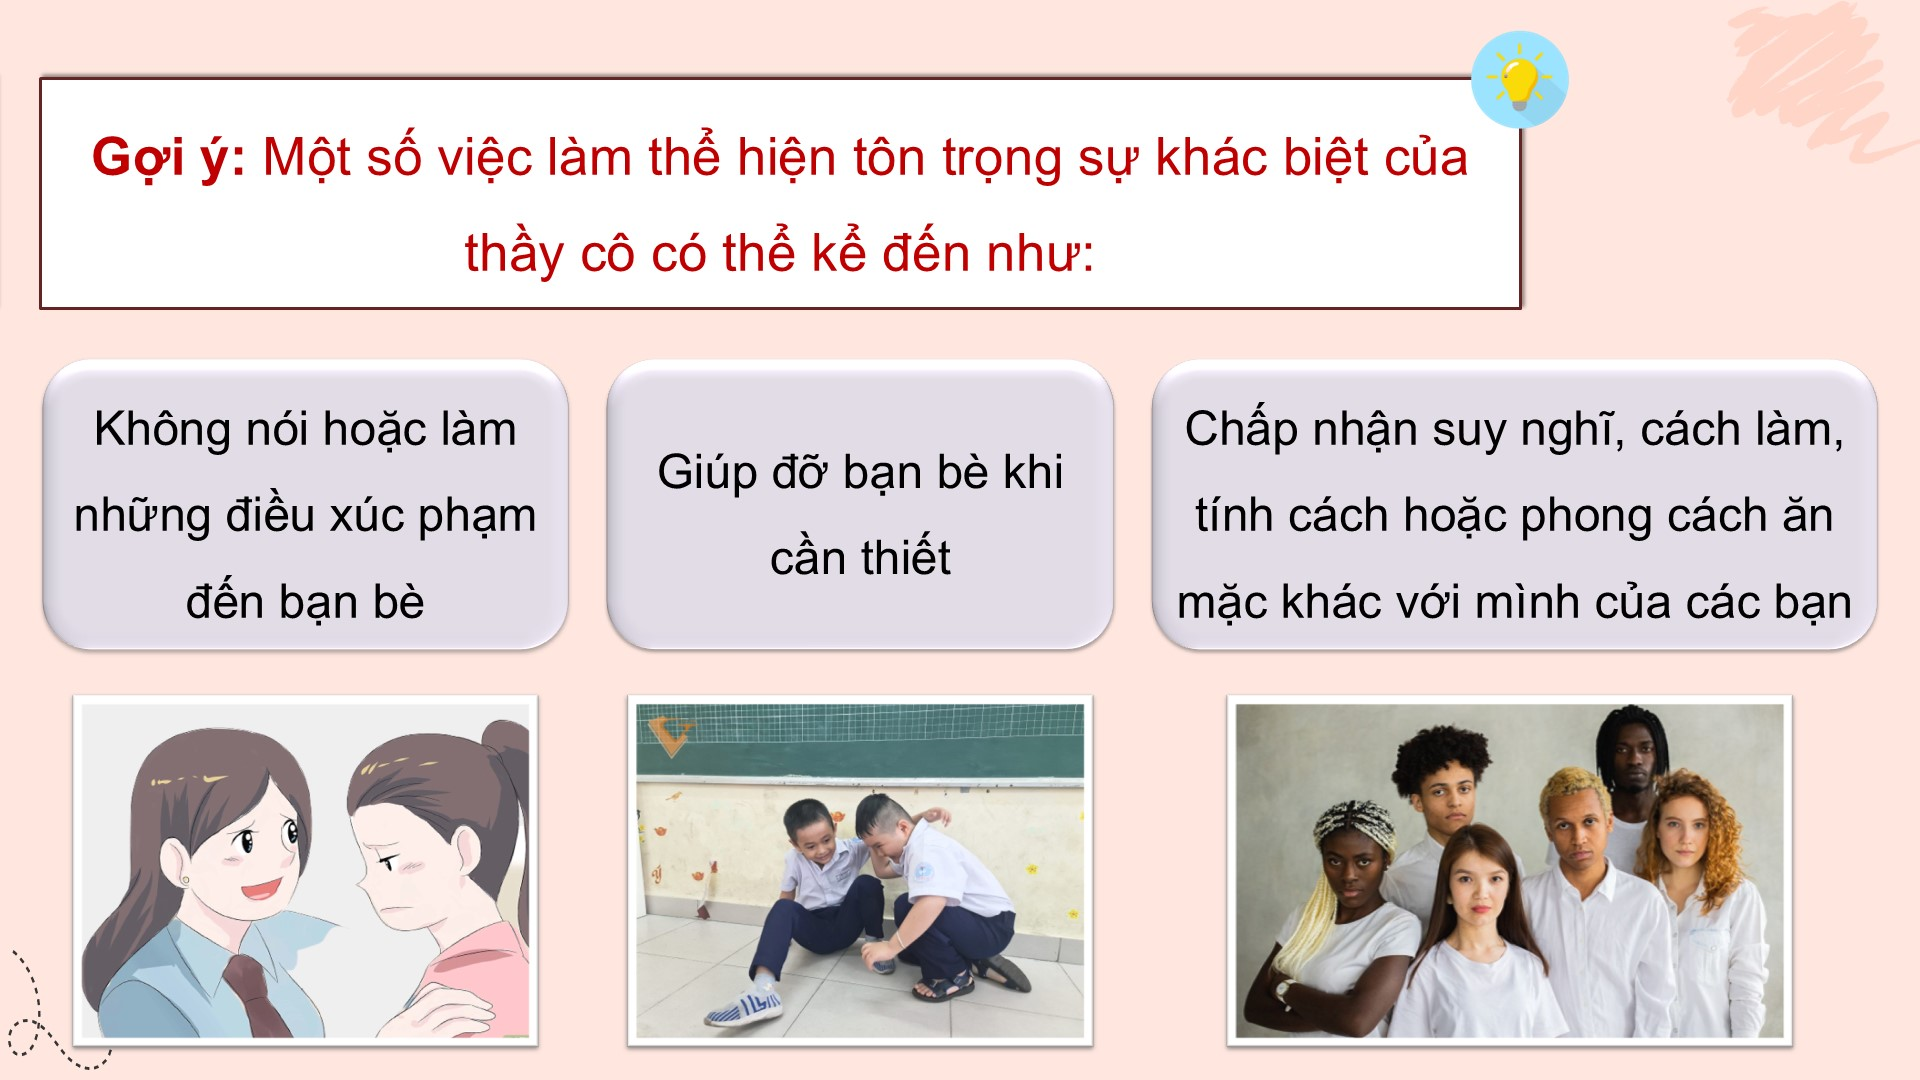 Gợi ý: Một số việc làm thể hiện tôn trọng sự khác biệt của
thầy cô có thể kể đến như:
Không nói hoặc làm
những điều xúc phạm
đến bạn bè
Giúp đỡ bạn bè khi
cần thiết
Chấp nhận suy nghĩ, cách làm,
tính cách hoặc phong cách ăn
mặc khác với mình của các bạn